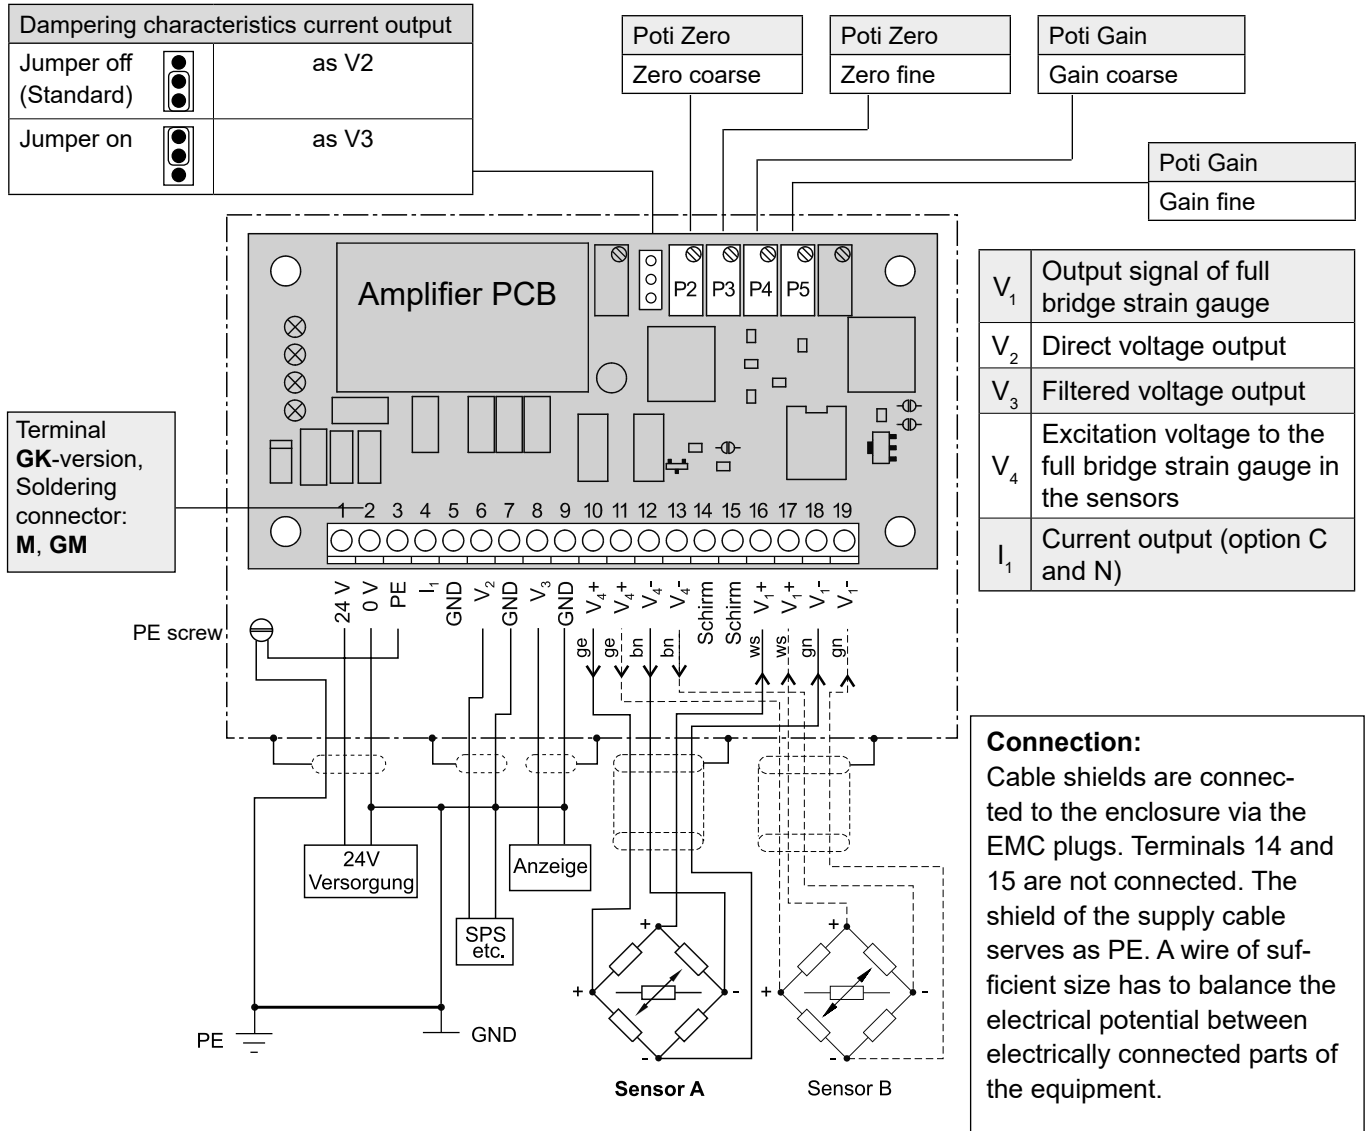 Dampering characteristics current output
Jumper off
(Standard)
as V2
Jumper on
as V3
Poti Zero
Zero coarse
Poti Zero
Zero fine
Poti Gain
Gain coarse
Poti Gain
Gain fine
Amplifier PCB
P2 P3 P4 P5
V1 Output signal of full
bridge strain gauge
V2 Direct voltage output
V3 Filtered voltage output
V4 Excitation voltage to the
full bridge strain gauge in
the sensors
I1 Current output (option C
and N)
Terminal
GK-version,
Soldering
connector:
M, GM
1 2 3 4 5 6 7 8 9 10 11 12 13 14 15 16 17 18 19
24 V
0 V
PE
I1
GND
V2
GND
V3
GND
V4+
V4+
V4-
V4-
Schirm
Schirm
V1+
V1+
V1-
V1-
PE screw
ge
ge
bn
bn
ws
ws
gn
gn
24V
Versorgung
SPS
etc.
Anzeige
PE
GND
+
+
-
-
Sensor A
+
+
-
-
Sensor B
Connection:
Cable shields are connec-
ted to the enclosure via the
EMC plugs. Terminals 14 and
15 are not connected. The
shield of the supply cable
serves as PE. A wire of suf-
ficient size has to balance the
electrical potential between
electrically connected parts of
the equipment.